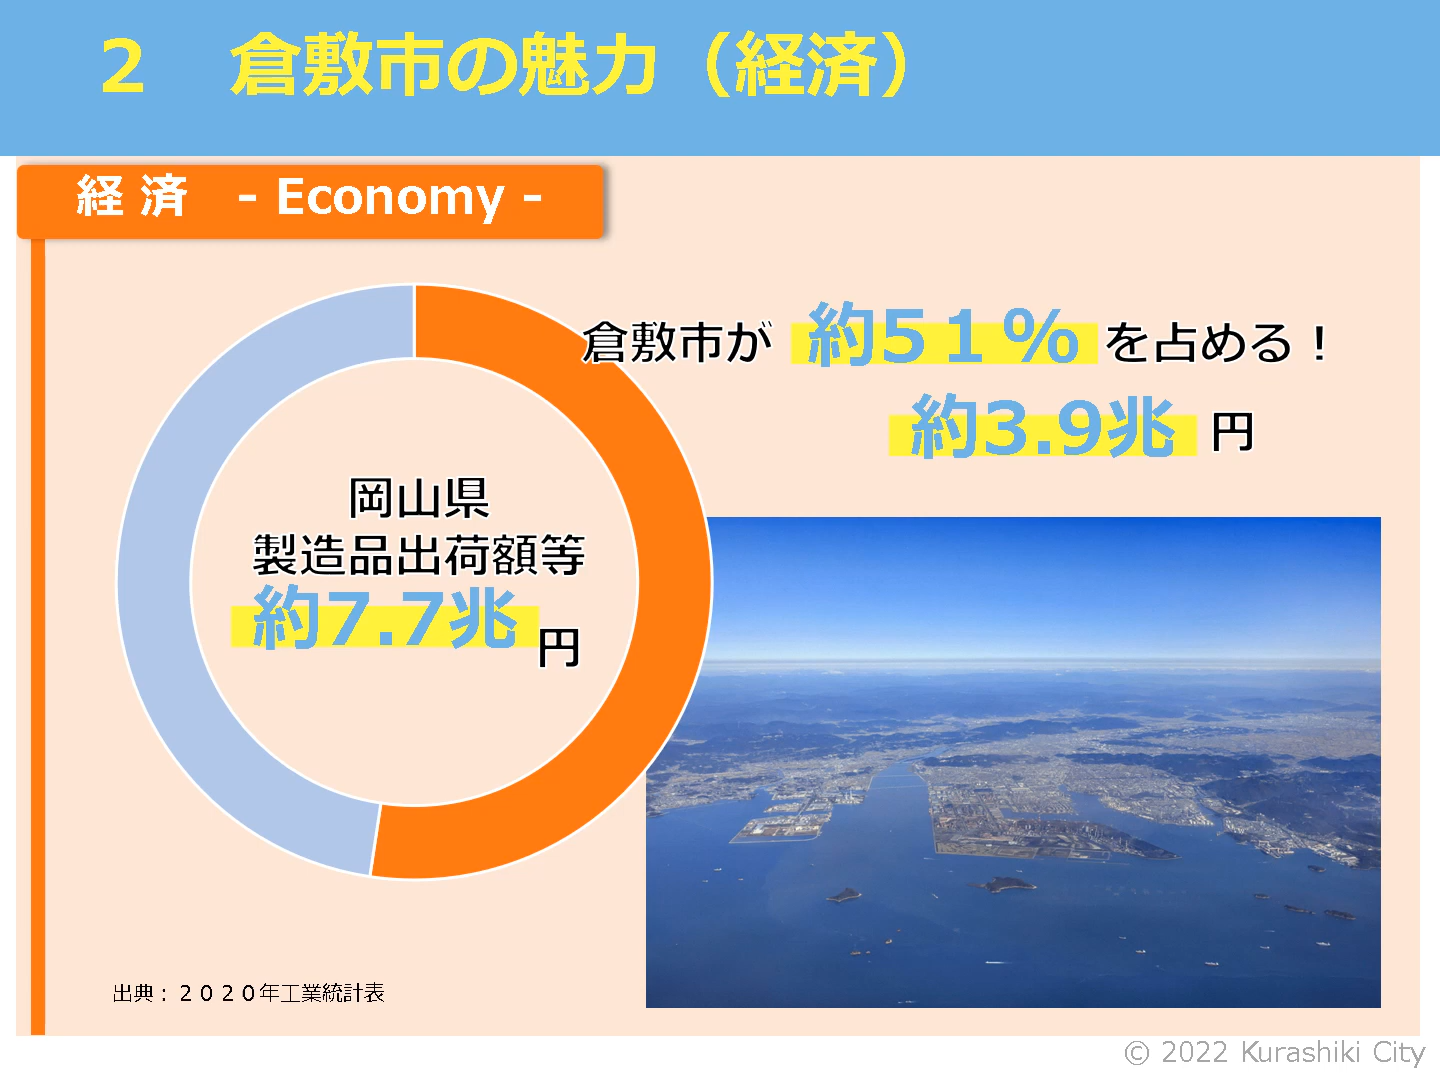 ２　倉敷市の魅力（経済）
経 済　- Economy -
倉敷市が 約５１％ を占める！
約3.9兆 円
岡山県
製造品出荷額等
約7.7兆 円
出典：２０２０年工業統計表
© 2022 Kurashiki City